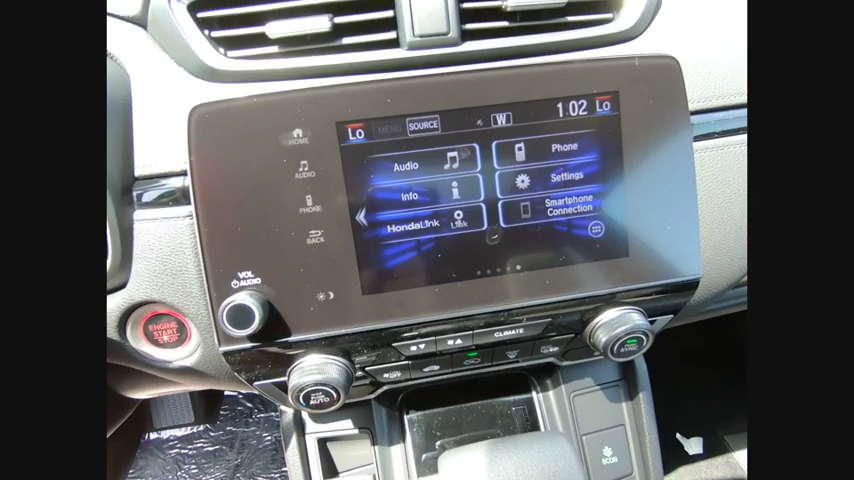 Lo
MENU
SOURCE
W
1:02
Lo
HOME
AUDIO
PHONE
BACK
Audio
Phone
Info
Settings
HondaLink
Link
Smartphone
Connection
VOL
AUDIO
ENGINE
START
STOP
CLIMATE
OFF
AUTO
SYNC
ECON